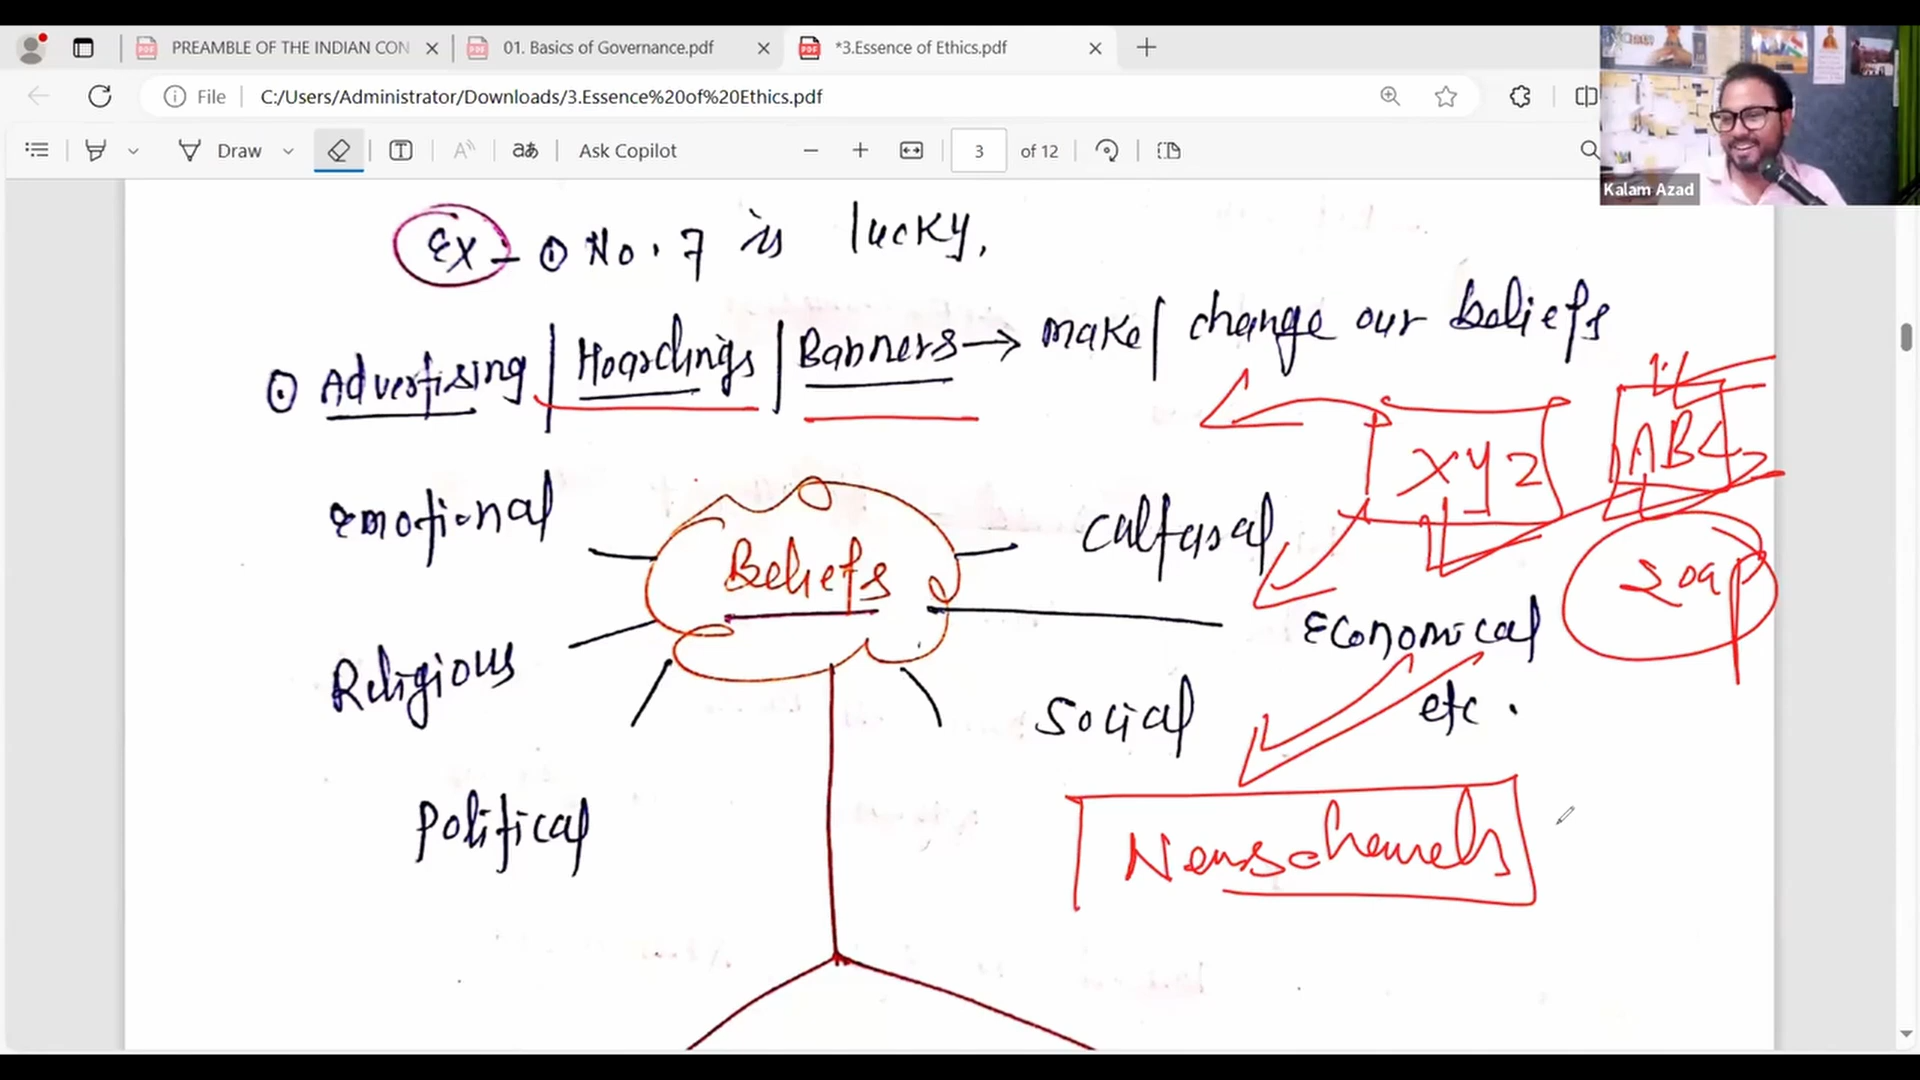 PREAMBLE OF THE INDIAN CON
01. Basics of Governance.pdf
*3.Essence of Ethics.pdf
File
C:/Users/Administrator/Downloads/3.Essence%20of%20Ethics.pdf
Draw
Ask Copilot
3 of 12
Kalam Azad
Ex - ① No. 7 is lucky.
⊙ Advertising | Hoardings | Banners → make | change our beliefs
XYZ
ABC
emotional
Beliefs
Cultural
Soap
Religious
Economical
etc.
Social
Political
News channels